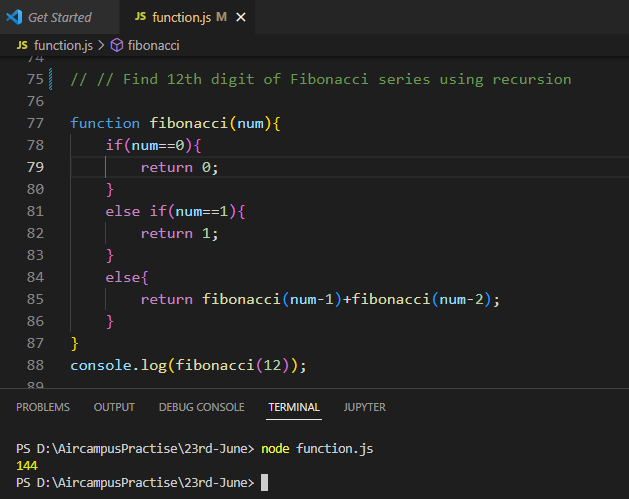 Get Started
JS function.js M ×
JS function.js > fibonacci
74
75 // // Find 12th digit of Fibonacci series using recursion
76
77 function fibonacci(num){
78 if(num==0){
79 return 0;
80 }
81 else if(num==1){
82 return 1;
83 }
84 else{
85 return fibonacci(num-1)+fibonacci(num-2);
86 }
87 }
88 console.log(fibonacci(12));
89
PROBLEMS OUTPUT DEBUG CONSOLE TERMINAL JUPYTER
PS D:\AircampusPractise\23rd-June> node function.js
144
PS D:\AircampusPractise\23rd-June>